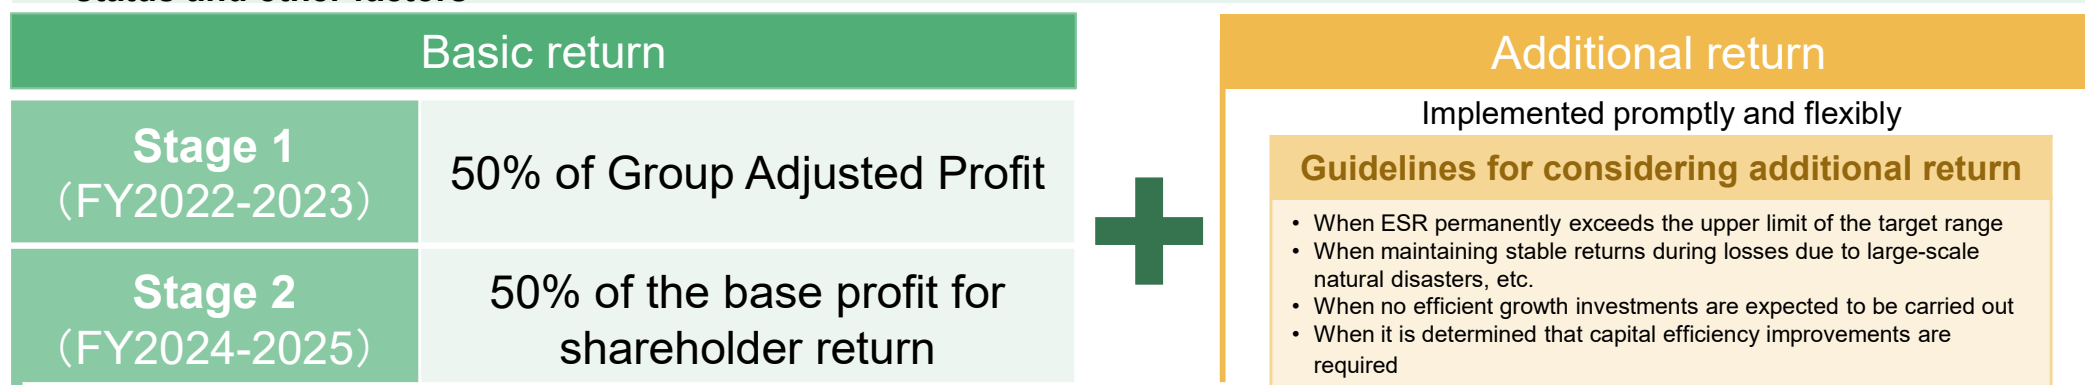 status and other factors
Basic return
Stage 1
（FY2022-2023）
50% of Group Adjusted Profit
Stage 2
（FY2024-2025）
50% of the base profit for
shareholder return
Additional return
Implemented promptly and flexibly
Guidelines for considering additional return
• When ESR permanently exceeds the upper limit of the target range
• When maintaining stable returns during losses due to large-scale
natural disasters, etc.
• When no efficient growth investments are expected to be carried out
• When it is determined that capital efficiency improvements are
required